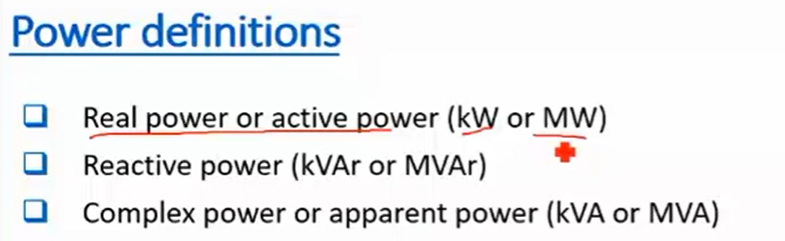 Power definitions
Real power or active power (kW or MW)
Reactive power (kVAr or MVAr)
Complex power or apparent power (kVA or MVA)